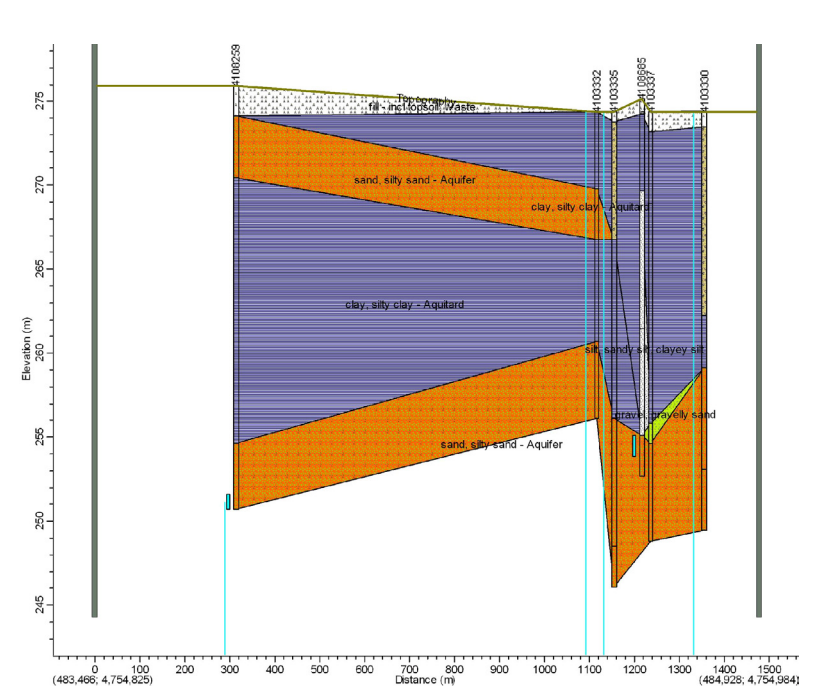 4108259
4103332
4103335
4108685
4103337
4103330
Topography
fill - incl topsoil, waste
sand, silty sand - Aquifer
clay, silty clay - Aquitard
clay, silty clay - Aquitard
silt, sandy silt, clayey silt
gravel, gravelly sand
sand, silty sand - Aquifer
Elevation (m)
275
270
265
260
255
250
245
0 100 200 300 400 500 600 700 800 900 1000 1100 1200 1300 1400 1500
(483,466; 4,754,825) Distance (m) (484,928; 4,754,984)